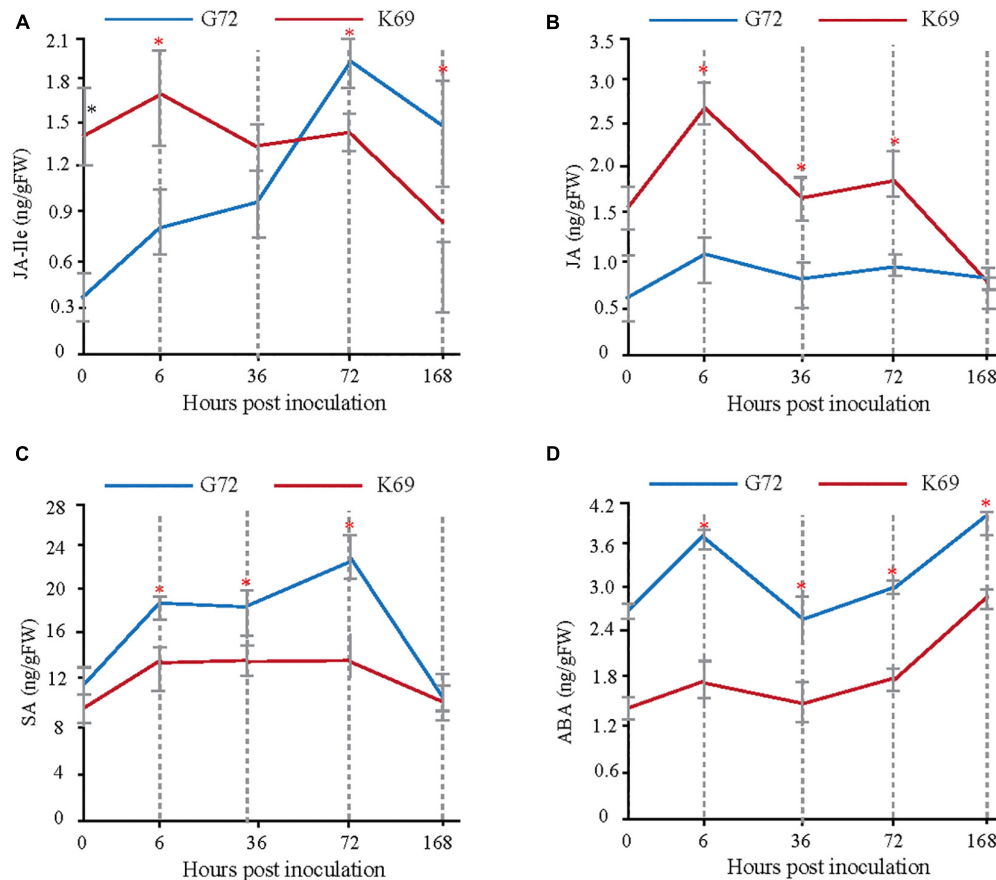 A
G72 K69
2.1
1.8
1.5
1.2
0.9
0.6
0.3
0
JA-Ile (ng/gFW)
* * * *
0 6 36 72 168
Hours post inoculation
B
G72 K69
3.5
3.0
2.5
2.0
1.5
1.0
0.5
0
JA (ng/gFW)
* * *
0 6 36 72 168
Hours post inoculation
C
G72 K69
28
24
20
16
12
8
4
0
SA (ng/gFW)
* * *
0 6 36 72 168
Hours post inoculation
D
G72 K69
4.2
3.6
3.0
2.4
1.8
1.2
0.6
0
ABA (ng/gFW)
* * * * *
0 6 36 72 168
Hours post inoculation